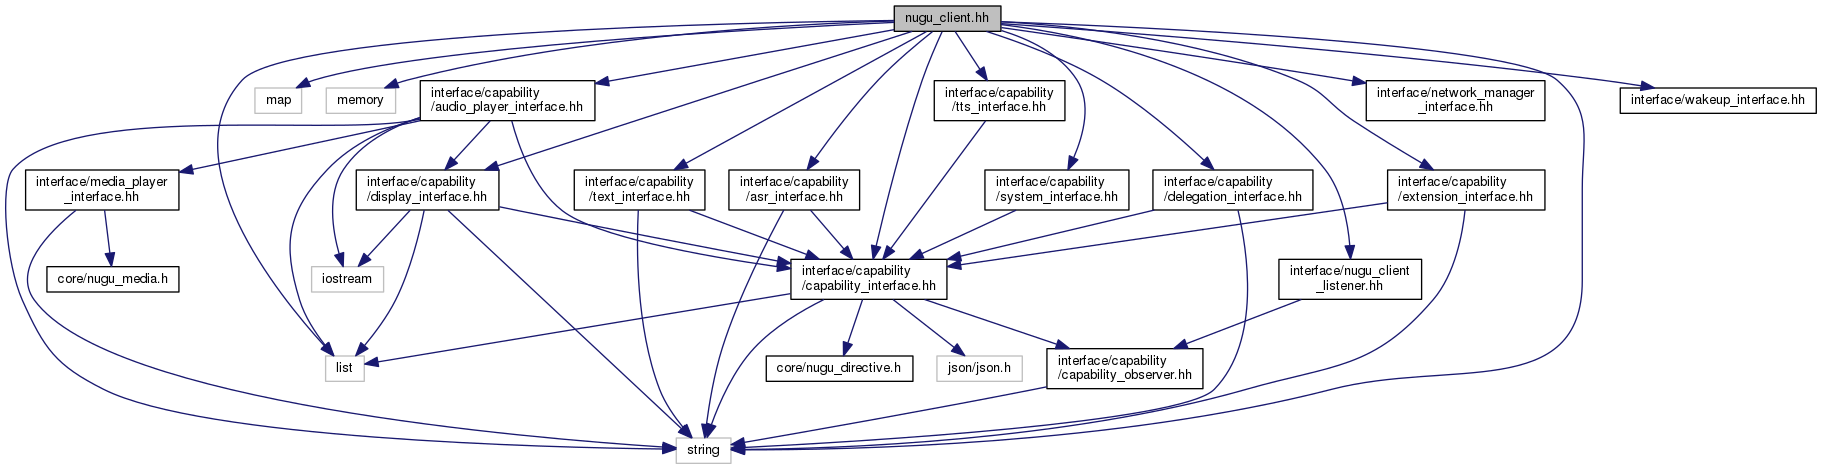 nugu_client.hh
map
memory
interface/capability
/audio_player_interface.hh
interface/capability
/tts_interface.hh
interface/network_manager
_interface.hh
interface/wakeup_interface.hh
interface/media_player
_interface.hh
interface/capability
/display_interface.hh
interface/capability
/text_interface.hh
interface/capability
/asr_interface.hh
interface/capability
/system_interface.hh
interface/capability
/delegation_interface.hh
interface/capability
/extension_interface.hh
core/nugu_media.h
iostream
interface/capability
/capability_interface.hh
interface/nugu_client
_listener.hh
list
core/nugu_directive.h
json/json.h
interface/capability
/capability_observer.hh
string